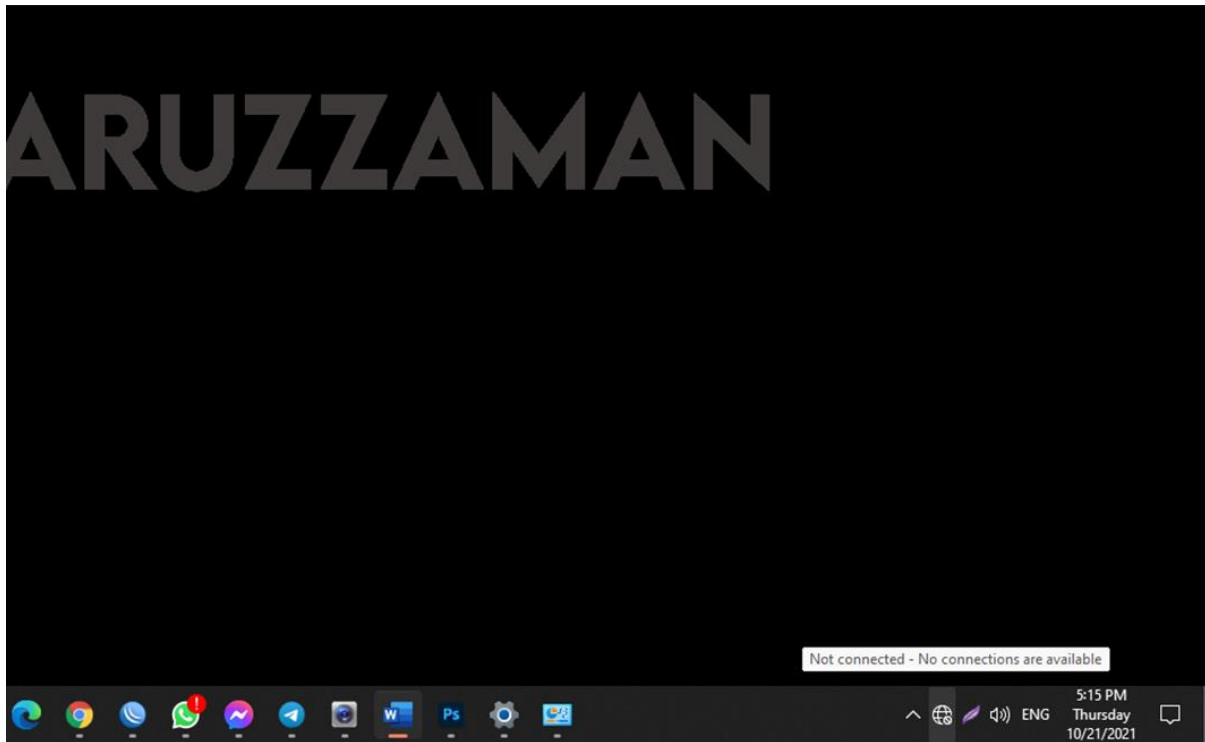 ARUZZAMAN
Not connected - No connections are available
W
Ps
ENG
5:15 PM
Thursday
10/21/2021